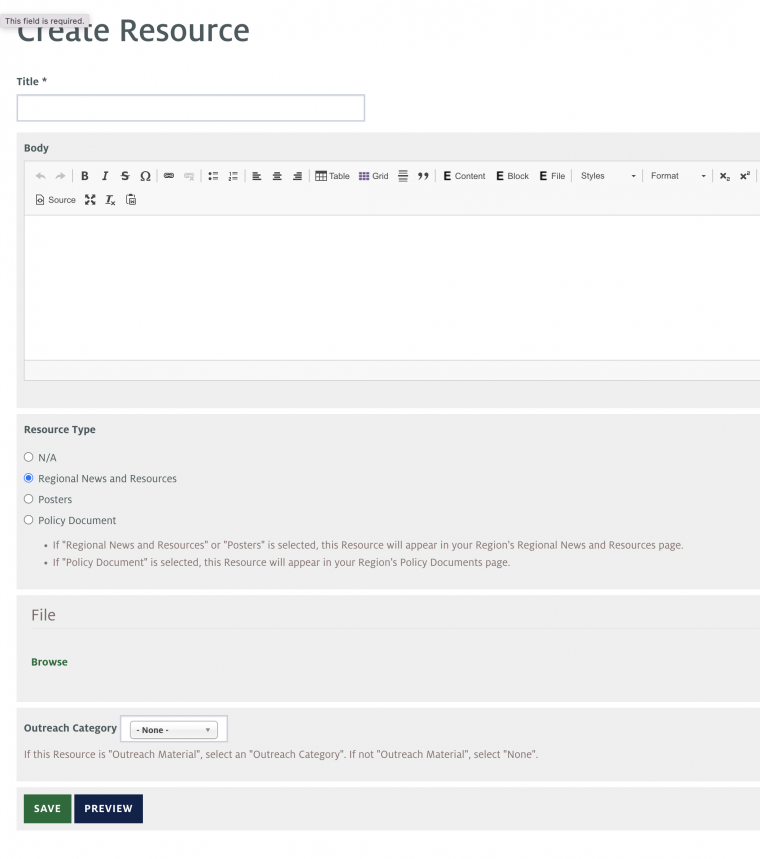 This field is required.
Create Resource
Title *
Body
B I S Ω Table Grid E Content E Block E File Styles Format x₂ x²
Source Tx
Resource Type
N/A
Regional News and Resources
Posters
Policy Document
• If "Regional News and Resources" or "Posters" is selected, this Resource will appear in your Region's Regional News and Resources page.
• If "Policy Document" is selected, this Resource will appear in your Region's Policy Documents page.
File
Browse
Outreach Category - None -
If this Resource is "Outreach Material", select an "Outreach Category". If not "Outreach Material", select "None".
SAVE PREVIEW